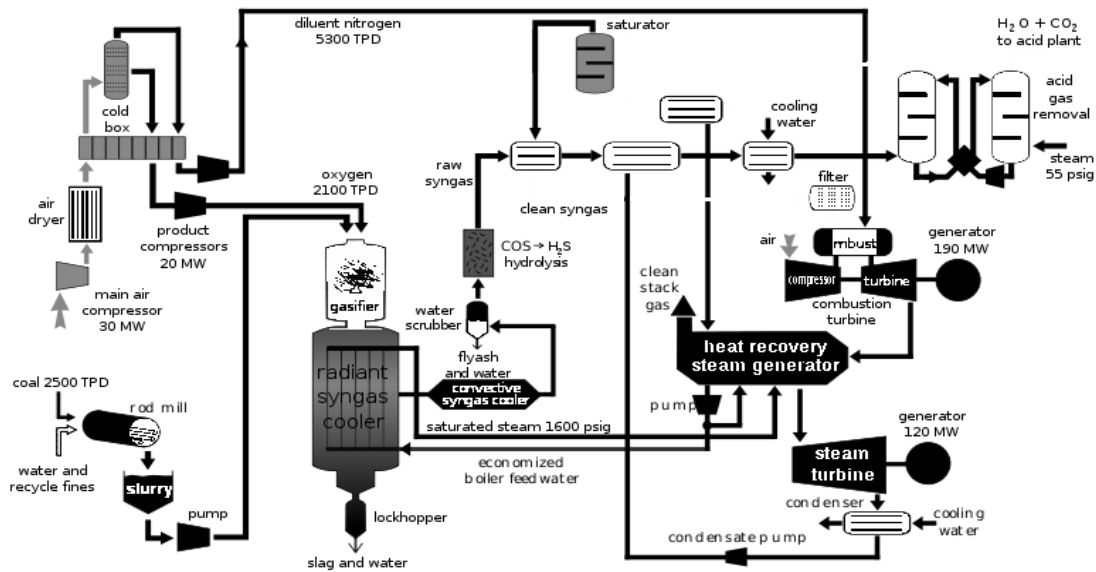 diluent nitrogen
5300 TPD
saturator
H₂O + CO₂
to acid plant
cold
box
cooling
water
acid
gas
removal
steam
55 psig
raw
syngas
oxygen
2100 TPD
filter
air
dryer
clean syngas
product
compressors
20 MW
COS→H₂S
hydrolysis
air
mbust
generator
190 MW
clean
stack
gas
compressor
turbine
combustion
turbine
main air
compressor
30 MW
gasifier
water
scrubber
flyash
and water
heat recovery
steam generator
radiant
syngas
cooler
convective
syngas cooler
coal 2500 TPD
rod mill
pump
saturated steam 1600 psig
generator
120 MW
economized
boiler feed water
steam
turbine
water and
recycle fines
slurry
pump
lockhopper
condenser
cooling
water
condensate pump
slag and water